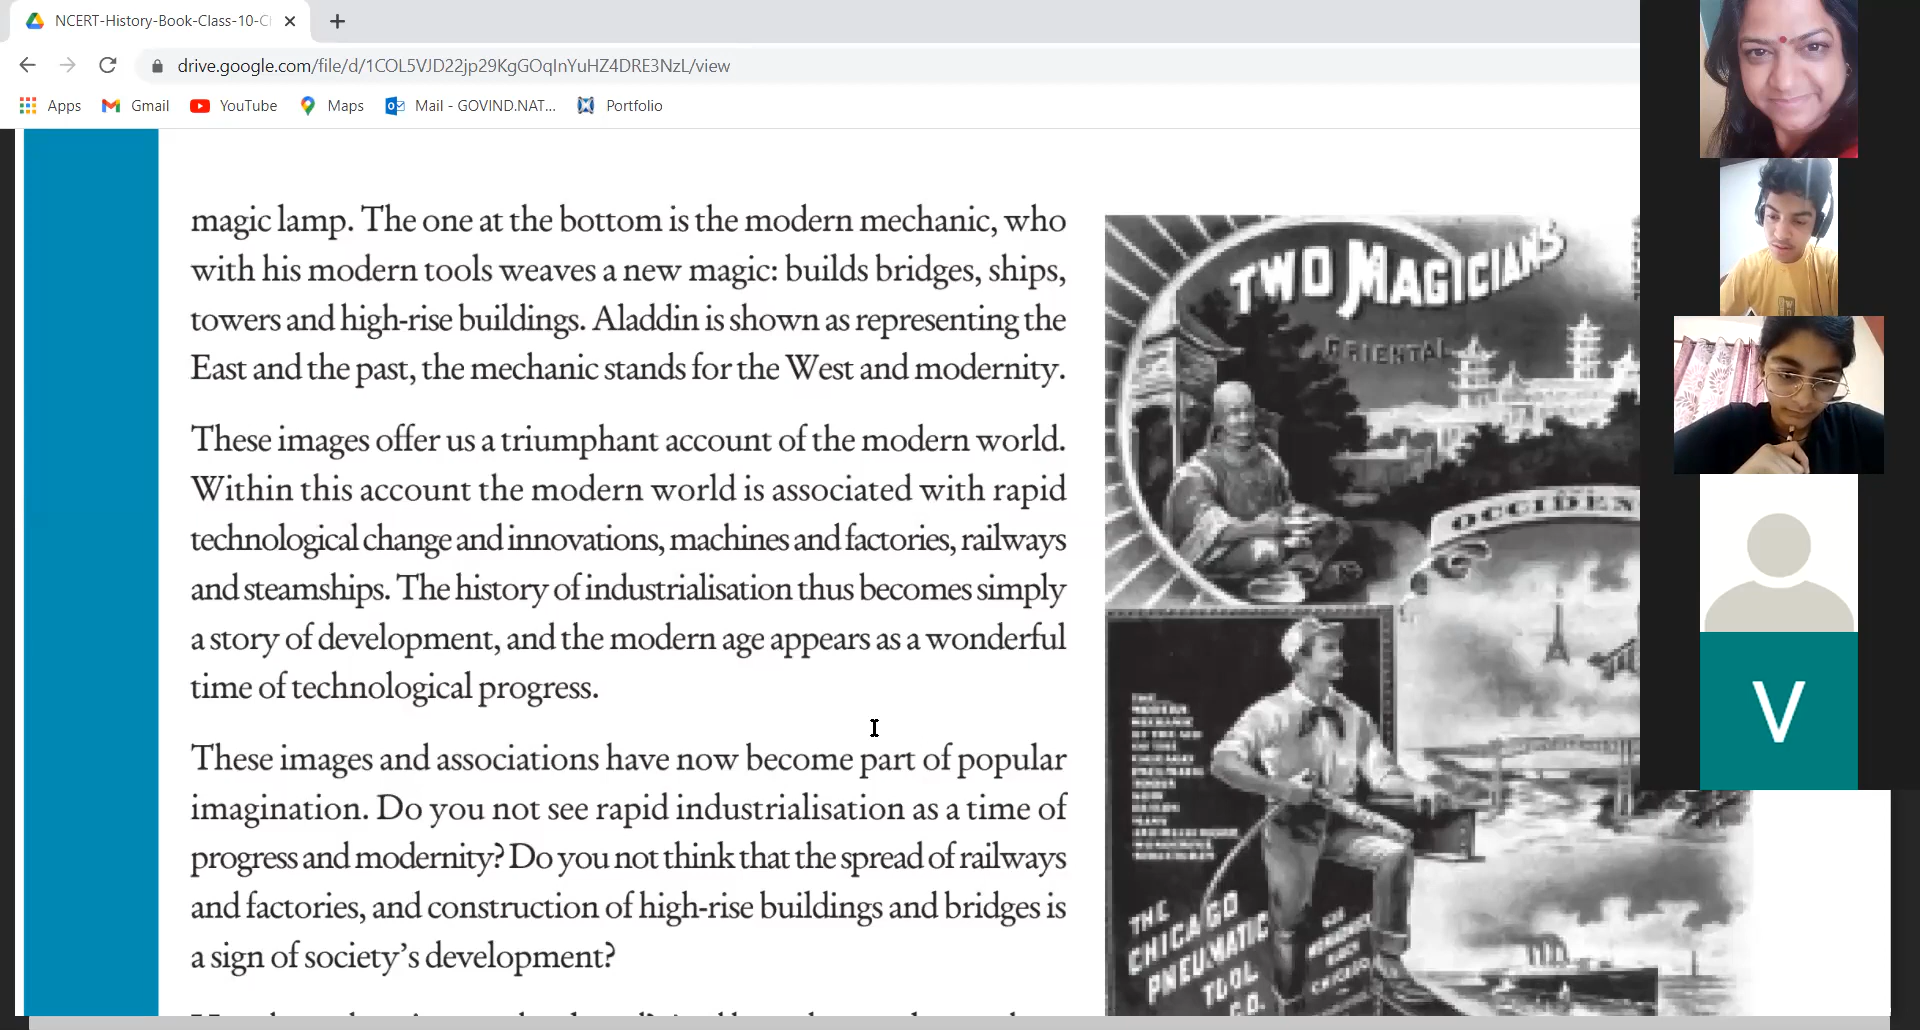 NCERT-History-Book-Class-10-C
drive.google.com/file/d/1COL5VJD22jp29KgGOqInYuHZ4DRE3NzL/view
Apps Gmail YouTube Maps Mail - GOVIND.NAT... Portfolio
magic lamp. The one at the bottom is the modern mechanic, who
with his modern tools weaves a new magic: builds bridges, ships,
towers and high-rise buildings. Aladdin is shown as representing the
East and the past, the mechanic stands for the West and modernity.
These images offer us a triumphant account of the modern world.
Within this account the modern world is associated with rapid
technological change and innovations, machines and factories, railways
and steamships. The history of industrialisation thus becomes simply
a story of development, and the modern age appears as a wonderful
time of technological progress.
These images and associations have now become part of popular
imagination. Do you not see rapid industrialisation as a time of
progress and modernity? Do you not think that the spread of railways
and factories, and construction of high-rise buildings and bridges is
a sign of society's development?
TWO MAGICIANS
ORIENTAL
OCCIDEN
THE
CHICAGO
PNEUMATIC
TOOL
CO.
CHICAGO
V